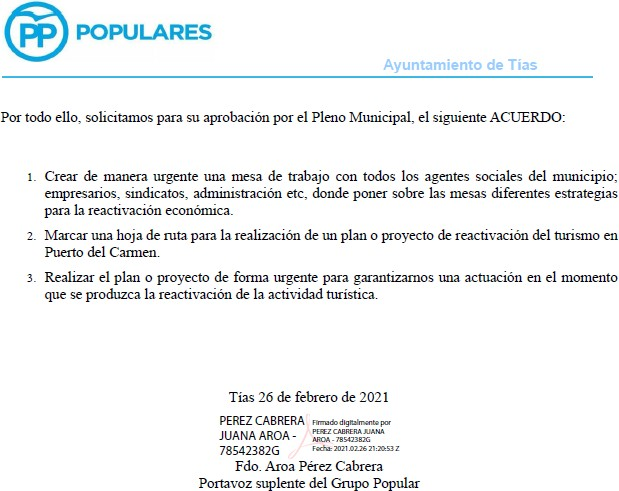 PP POPULARES
Ayuntamiento de Tías
Por todo ello, solicitamos para su aprobación por el Pleno Municipal, el siguiente ACUERDO:
1. Crear de manera urgente una mesa de trabajo con todos los agentes sociales del municipio;
empresarios, sindicatos, administración etc, donde poner sobre las mesas diferentes estrategias
para la reactivación económica.
2. Marcar una hoja de ruta para la realización de un plan o proyecto de reactivación del turismo en
Puerto del Carmen.
3. Realizar el plan o proyecto de forma urgente para garantizarnos una actuación en el momento
que se produzca la reactivación de la actividad turística.
Tías 26 de febrero de 2021
PEREZ CABRERA
JUANA AROA -
78542382G
Firmado digitalmente por
PEREZ CABRERA JUANA
AROA - 78542382G
Fecha: 2021.02.26 21:20:53 Z
Fdo. Aroa Pérez Cabrera
Portavoz suplente del Grupo Popular